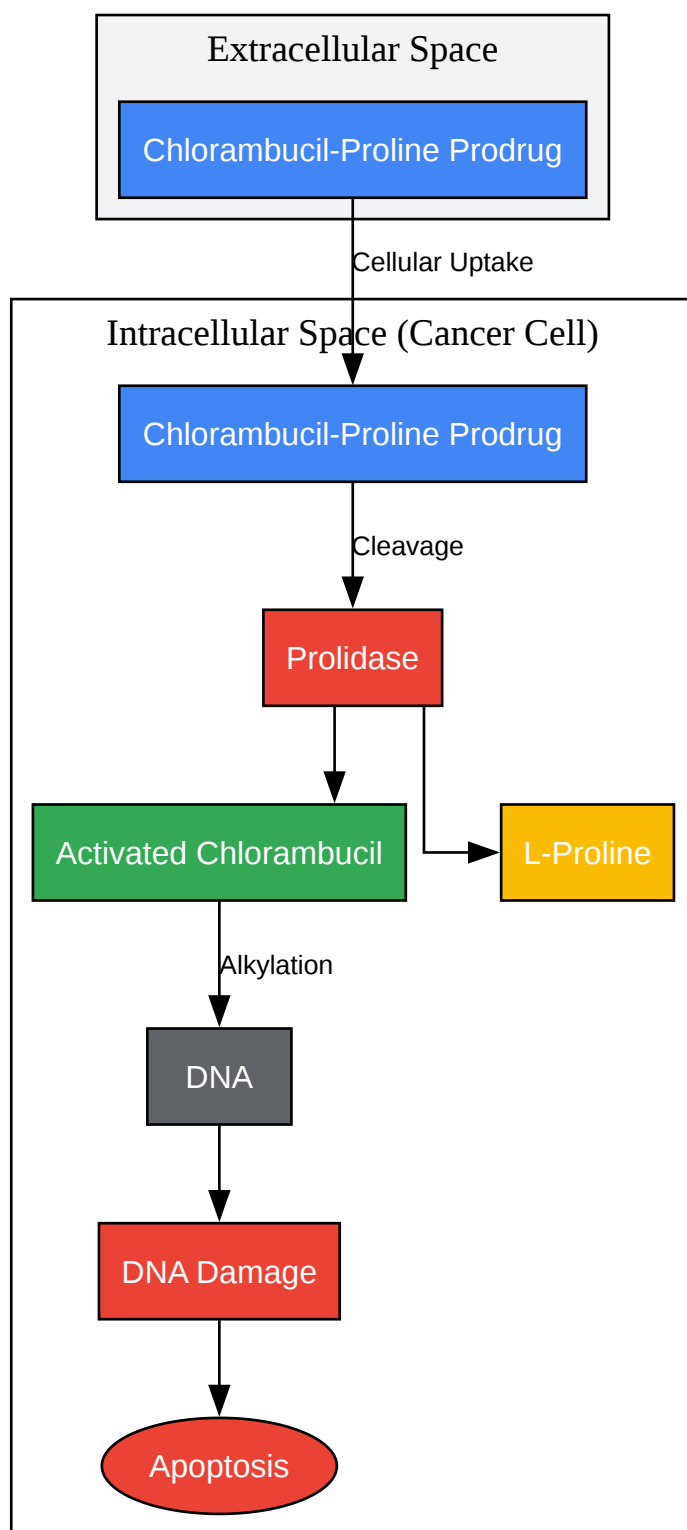 Extracellular Space
Chlorambucil-Proline Prodrug
Cellular Uptake
Intracellular Space (Cancer Cell)
Chlorambucil-Proline Prodrug
Cleavage
Prolidase
Activated Chlorambucil
L-Proline
Alkylation
DNA
DNA Damage
Apoptosis